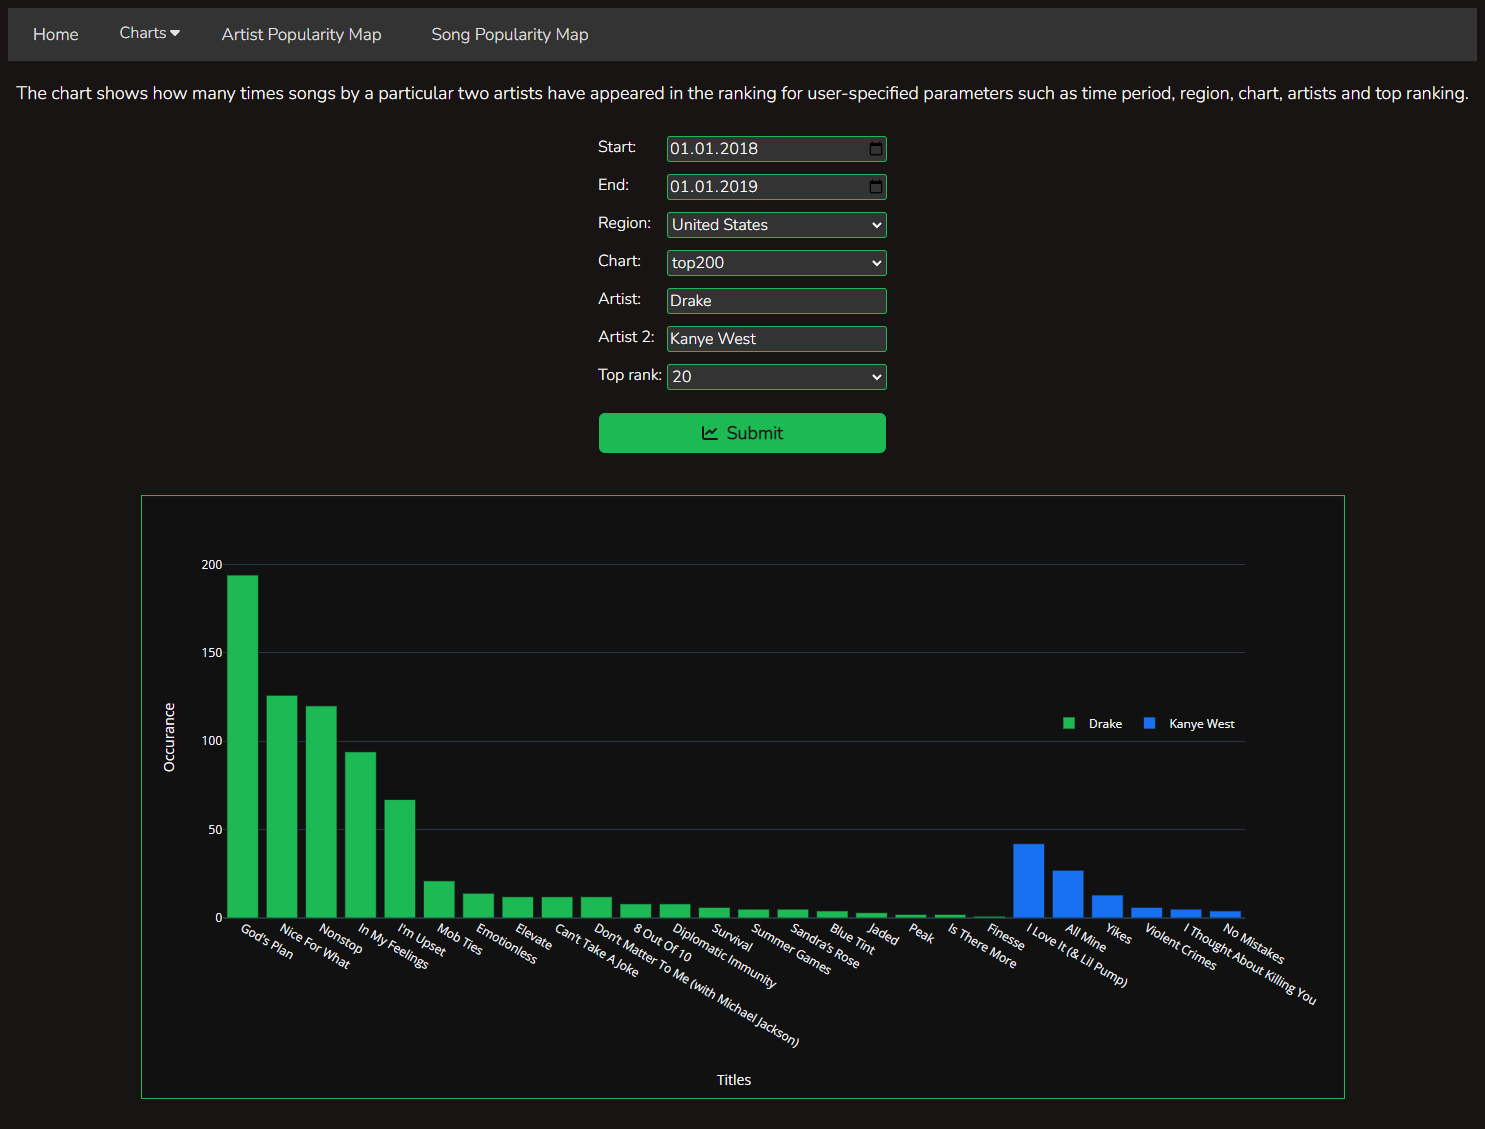 Home Charts Artist Popularity Map Song Popularity Map
The chart shows how many times songs by a particular two artists have appeared in the ranking for user-specified parameters such as time period, region, chart, artists and top ranking.
Start: 01.01.2018
End: 01.01.2019
Region: United States
Chart: top200
Artist: Drake
Artist 2: Kanye West
Top rank: 20
Submit
200
150
100
50
0
Occurance
Drake Kanye West
God's Plan
Nice For What
Nonstop
In My Feelings
I'm Upset
Mob Ties
Emotionless
Elevate
Can't Take A Joke
Don't Matter To Me (with Michael Jackson)
8 Out Of 10
Diplomatic Immunity
Survival
Summer Games
Sandra's Rose
Blue Tint
Jaded
Peak
Is There More
Finesse
I Love It (& Lil Pump)
All Mine
Yikes
Violent Crimes
I Thought About Killing You
No Mistakes
Titles